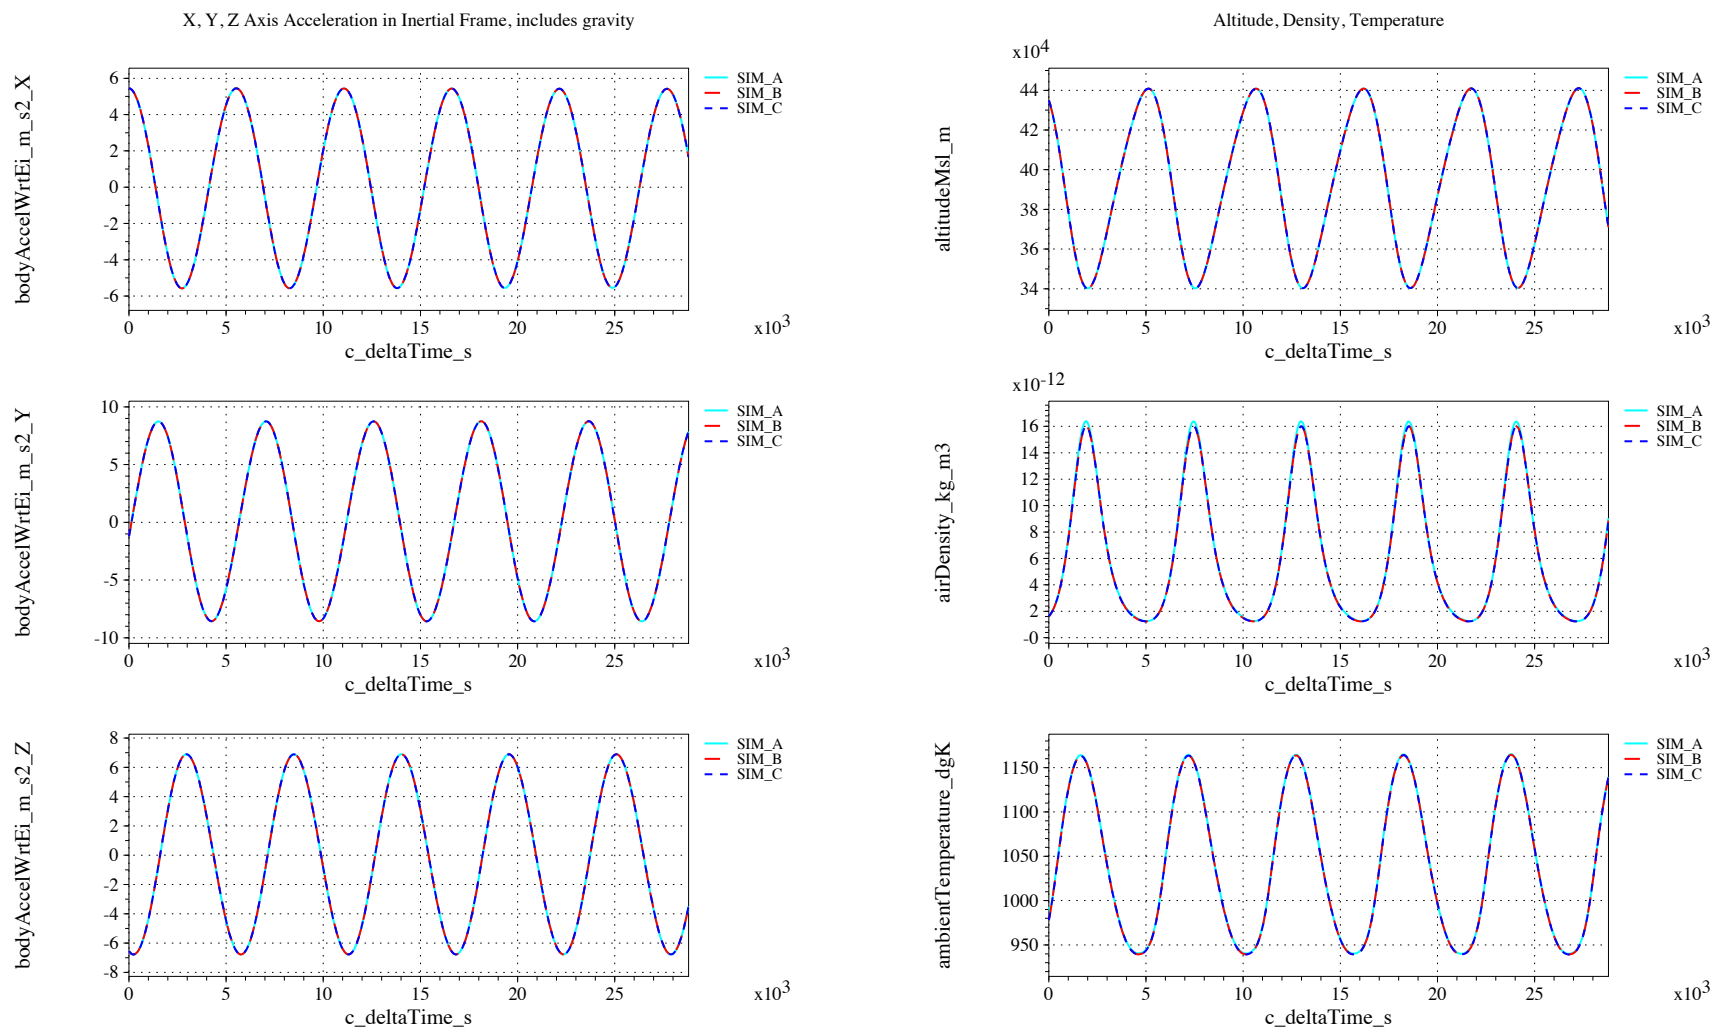 X, Y, Z Axis Acceleration in Inertial Frame, includes gravity
bodyAccelWrtEi_m_s2_X
6
4
2
0
-2
-4
-6
0 5 10 15 20 25
x10^3
c_deltaTime_s
SIM_A
SIM_B
SIM_C
bodyAccelWrtEi_m_s2_Y
10
5
0
-5
-10
0 5 10 15 20 25
x10^3
c_deltaTime_s
SIM_A
SIM_B
SIM_C
bodyAccelWrtEi_m_s2_Z
8
6
4
2
0
-2
-4
-6
-8
0 5 10 15 20 25
x10^3
c_deltaTime_s
SIM_A
SIM_B
SIM_C
Altitude, Density, Temperature
x10^4
altitudeMsl_m
44
42
40
38
36
34
0 5 10 15 20 25
x10^3
c_deltaTime_s
SIM_A
SIM_B
SIM_C
x10^-12
airDensity_kg_m3
16
14
12
10
8
6
4
2
-0
0 5 10 15 20 25
x10^3
c_deltaTime_s
SIM_A
SIM_B
SIM_C
ambientTemperature_dgK
1150
1100
1050
1000
950
0 5 10 15 20 25
x10^3
c_deltaTime_s
SIM_A
SIM_B
SIM_C